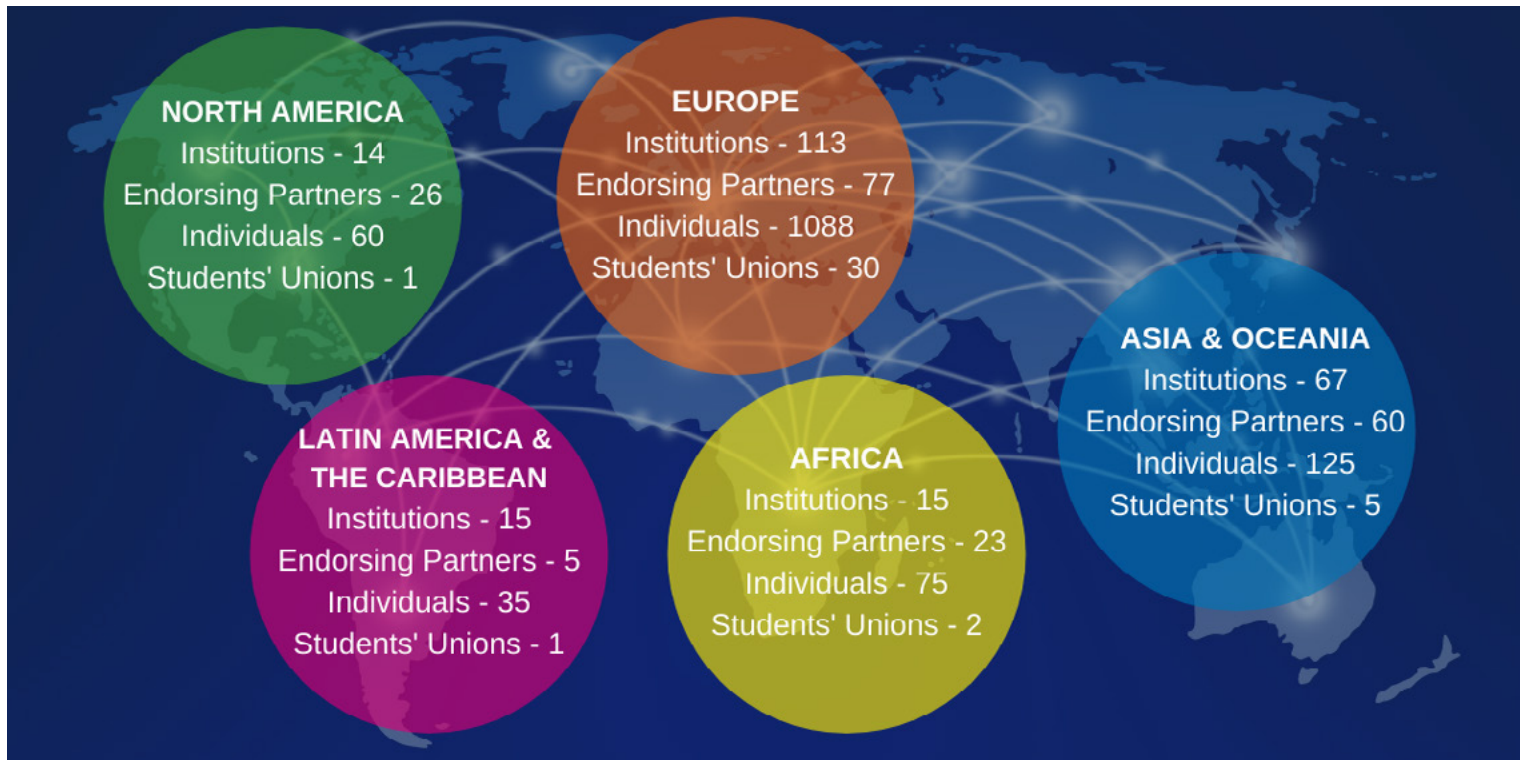 NORTH AMERICA
Institutions - 14
Endorsing Partners - 26
Individuals - 60
Students' Unions - 1
EUROPE
Institutions - 113
Endorsing Partners - 77
Individuals - 1088
Students' Unions - 30
ASIA & OCEANIA
Institutions - 67
Endorsing Partners - 60
Individuals - 125
Students' Unions - 5
LATIN AMERICA &
THE CARIBBEAN
Institutions - 15
Endorsing Partners - 5
Individuals - 35
Students' Unions - 1
AFRICA
Institutions - 15
Endorsing Partners - 23
Individuals - 75
Students' Unions - 2